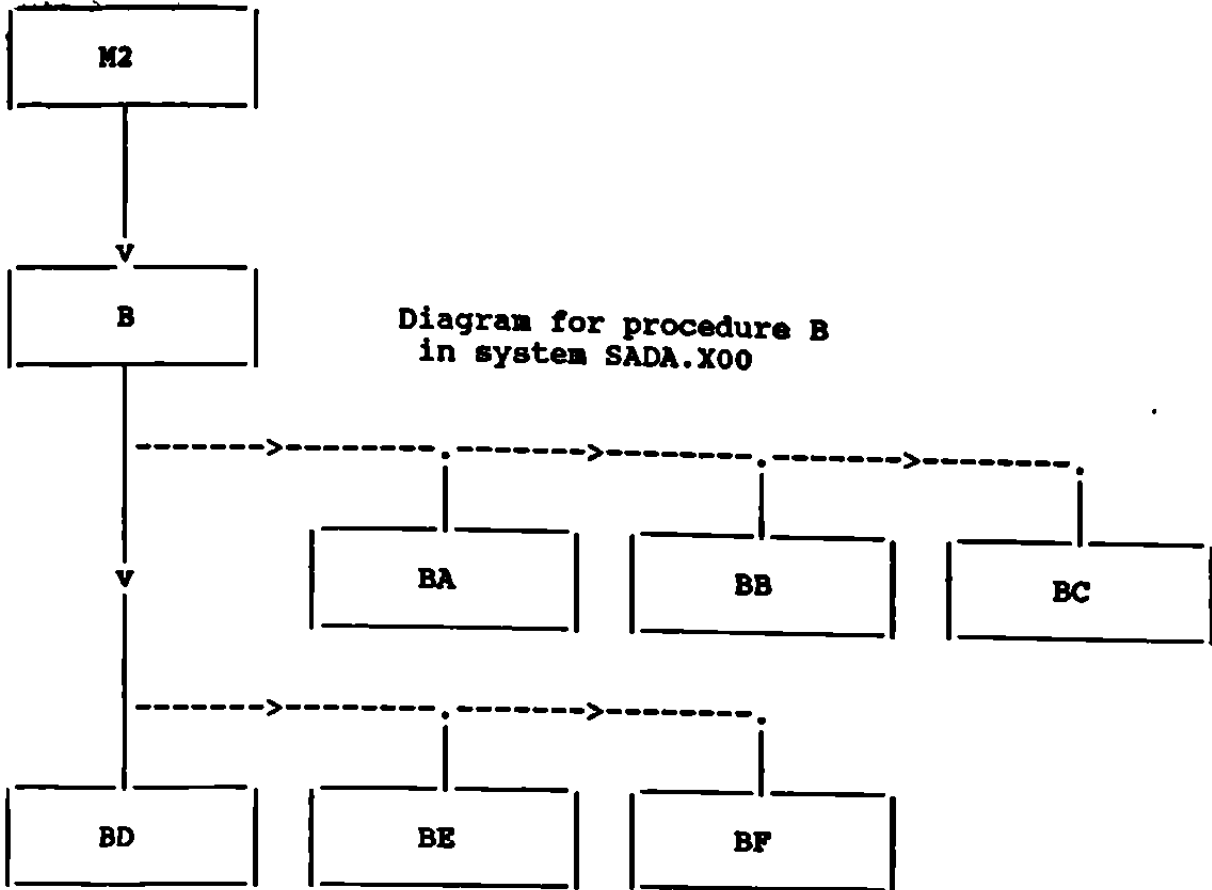 M2
B
Diagram for procedure B
in system SADA.X00
BA
BB
BC
BD
BE
BF